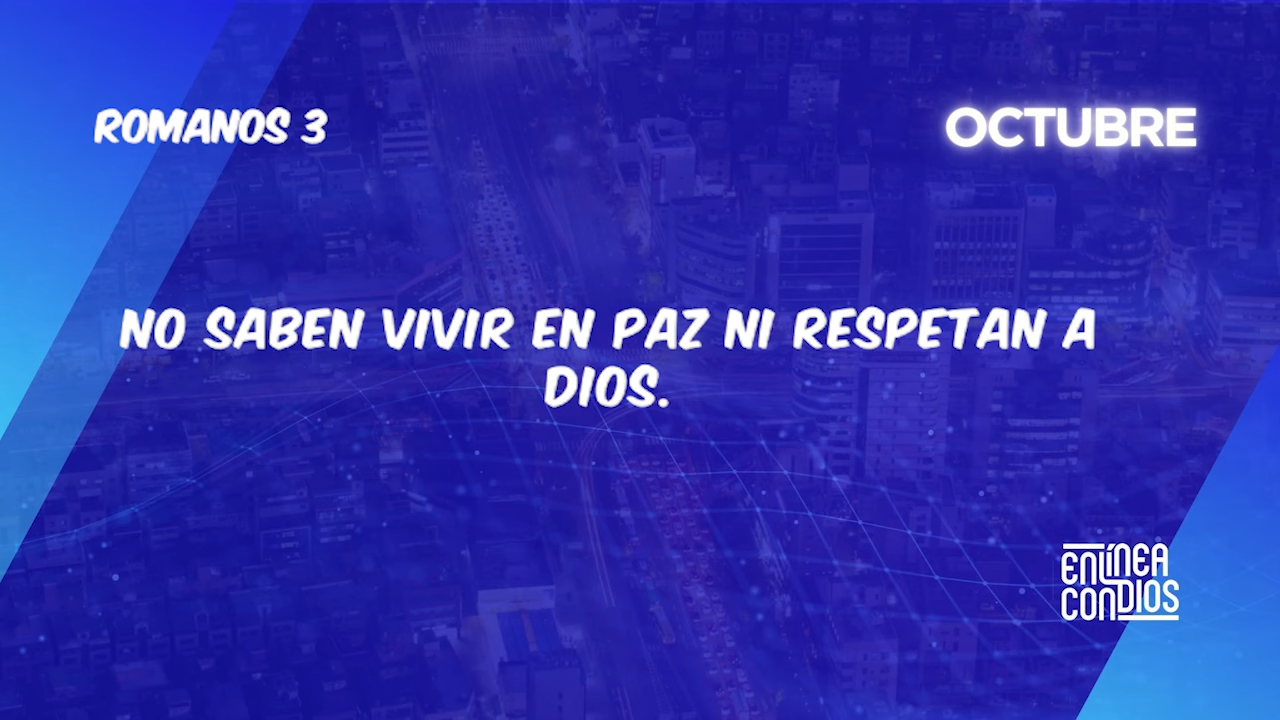 ROMANOS 3
OCTUBRE
NO SABEN VIVIR EN PAZ NI RESPETAN A
DIOS.
ENLÍNEA
CONDIOS